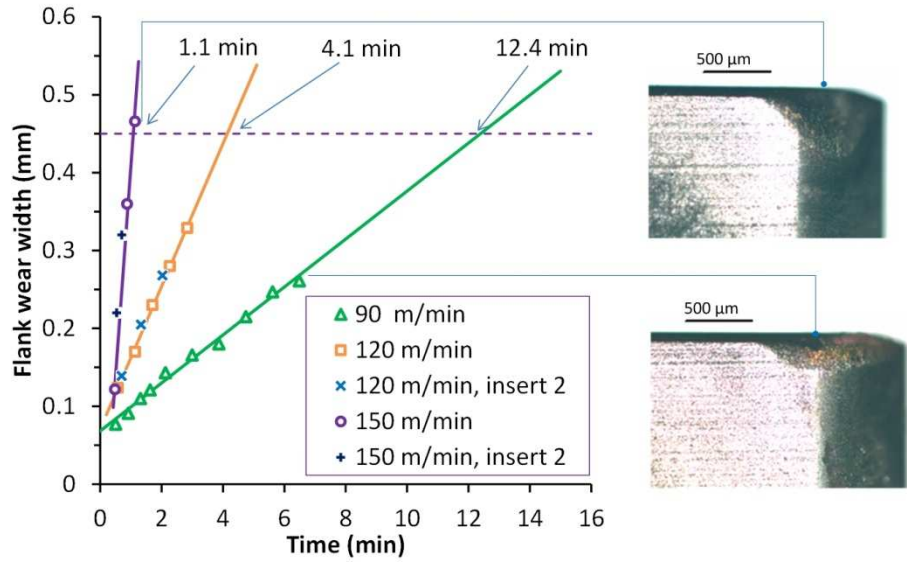 Flank wear width (mm)
0.6
0.5
0.4
0.3
0.2
0.1
0
1.1 min
4.1 min
12.4 min
90 m/min
120 m/min
120 m/min, insert 2
150 m/min
150 m/min, insert 2
0 2 4 6 8 10 12 14 16
Time (min)
500 µm
500 µm